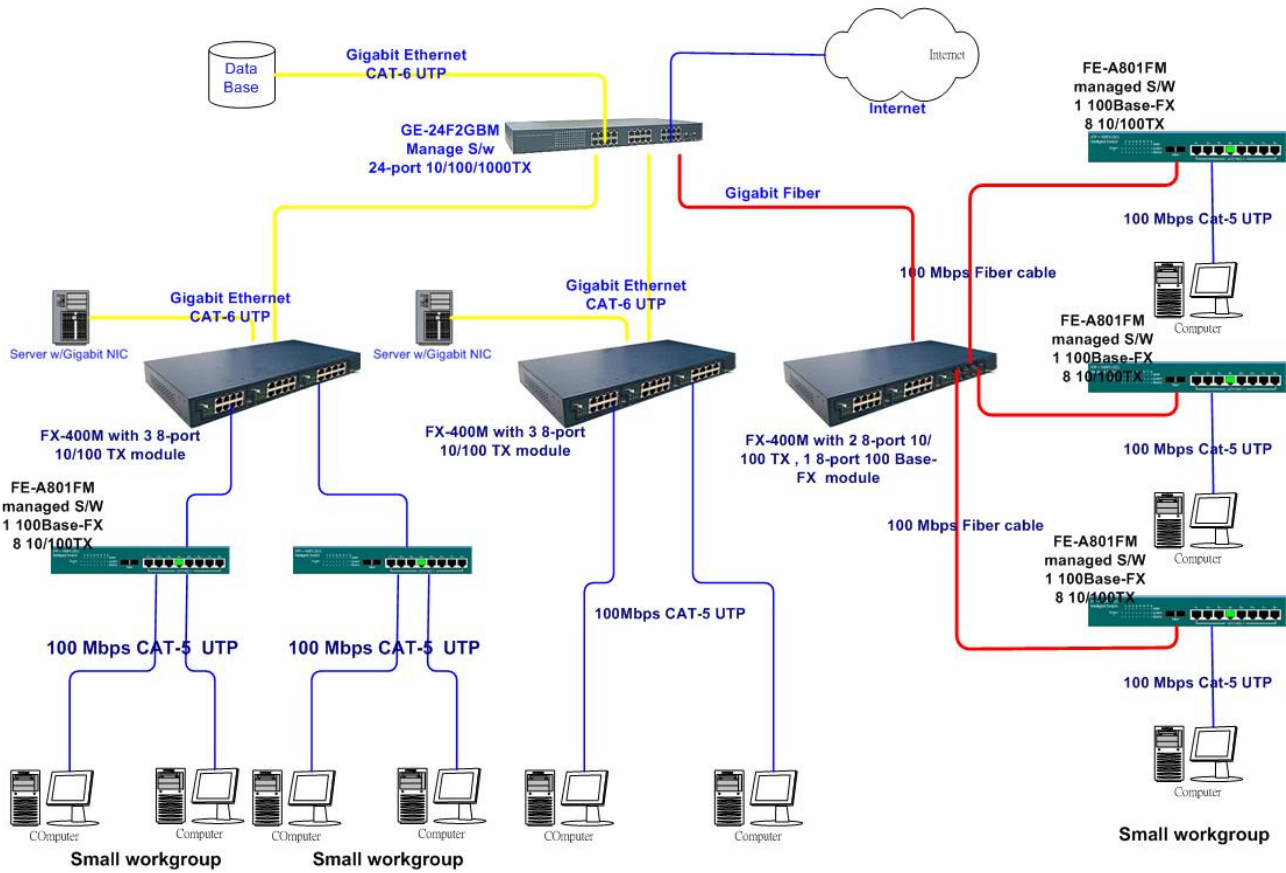 Gigabit Ethernet
CAT-6 UTP
Data
Base
Internet
Internet
GE-24F2GBM
Manage S/w
24-port 10/100/1000TX
FE-A801FM
managed S/W
1 100Base-FX
8 10/100TX
Gigabit Fiber
100 Mbps Cat-5 UTP
100 Mbps Fiber cable
Computer
Gigabit Ethernet
CAT-6 UTP
Server w/Gigabit NIC
Gigabit Ethernet
CAT-6 UTP
Server w/Gigabit NIC
FE-A801FM
managed S/W
1 100Base-FX
8 10/100TX
FX-400M with 3 8-port
10/100 TX module
FX-400M with 3 8-port
10/100 TX module
FX-400M with 2 8-port 10/
100 TX , 1 8-port 100 Base-
FX module
100 Mbps Cat-5 UTP
FE-A801FM
managed S/W
1 100Base-FX
8 10/100TX
100 Mbps Fiber cable
Computer
FE-A801FM
managed S/W
1 100Base-FX
8 10/100TX
100 Mbps CAT-5 UTP
100 Mbps CAT-5 UTP
100Mbps CAT-5 UTP
100 Mbps Cat-5 UTP
Computer
COmputer
Computer
COmputer
Computer
COmputer
Computer
Small workgroup
Small workgroup
Small workgroup